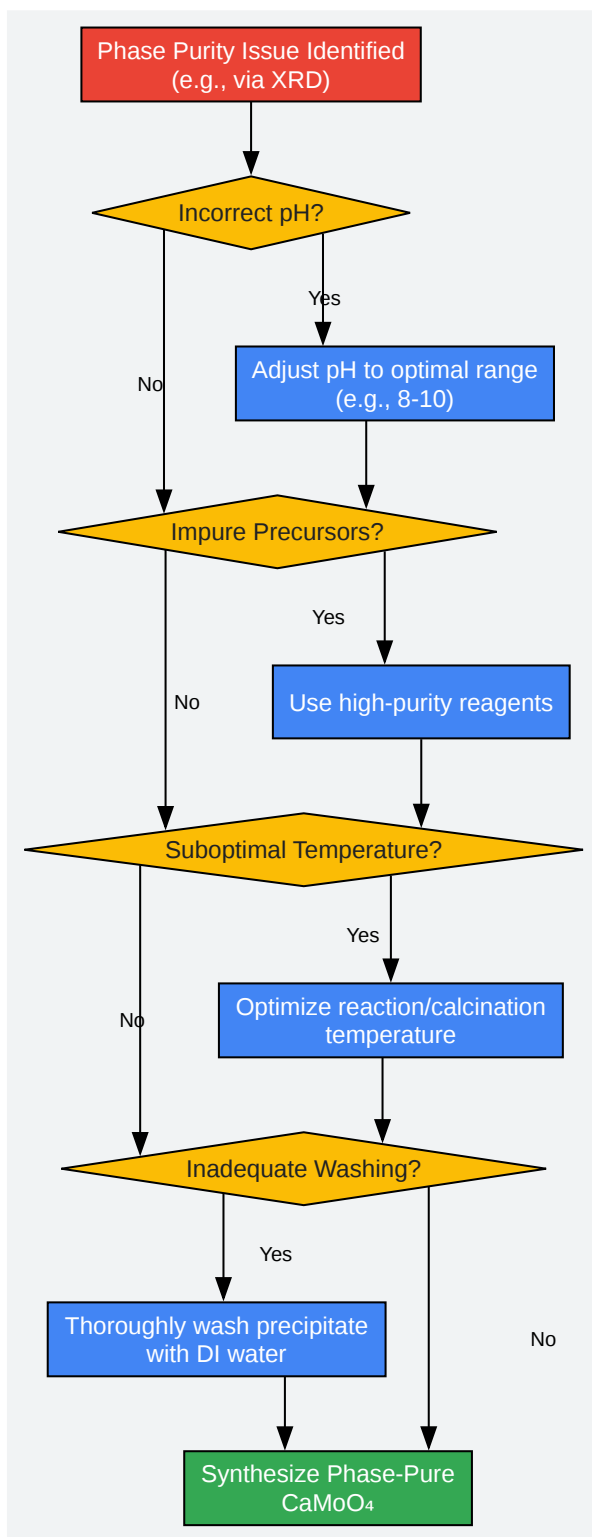 Phase Purity Issue Identified
(e.g., via XRD)
Incorrect pH?
Yes
Adjust pH to optimal range
(e.g., 8-10)
No
Impure Precursors?
Yes
Use high-purity reagents
No
Suboptimal Temperature?
Yes
Optimize reaction/calcination
temperature
No
Inadequate Washing?
Yes
Thoroughly wash precipitate
with DI water
No
Synthesize Phase-Pure
CaMoO₄